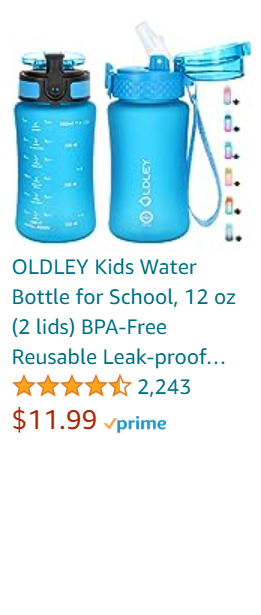 OLDLEY
OLDLEY Kids Water
Bottle for School, 12 oz
(2 lids) BPA-Free
Reusable Leak-proof…
2,243
$11.99 prime